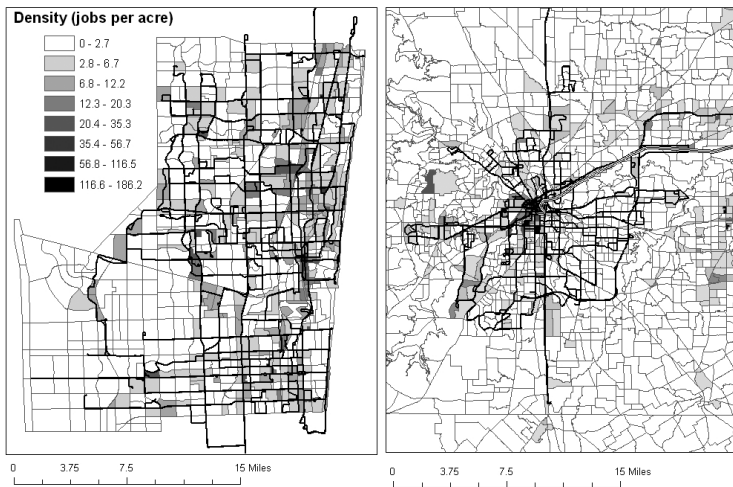 Density (jobs per acre)
0 - 2.7
2.8 - 6.7
6.8 - 12.2
12.3 - 20.3
20.4 - 35.3
35.4 - 56.7
56.8 - 116.5
116.6 - 186.2
0 3.75 7.5 15 Miles
0 3.75 7.5 15 Miles